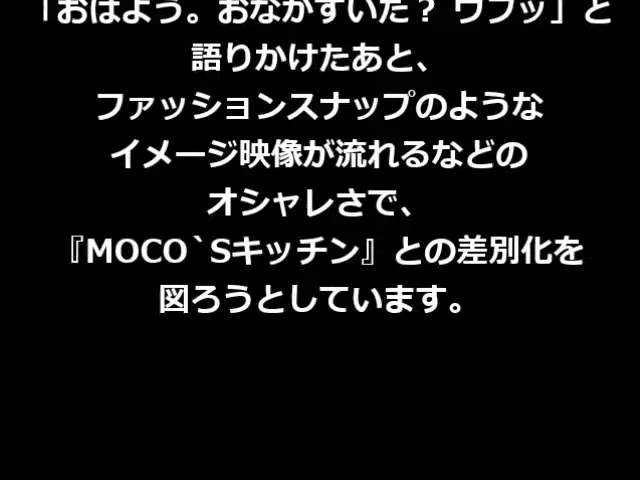 「おはよう。おなかすいた？ ウフッ」と
語りかけたあと、
ファッションスナップのような
イメージ映像が流れるなどの
オシャレさで、
『MOCO`Sキッチン』との差別化を
図ろうとしています。